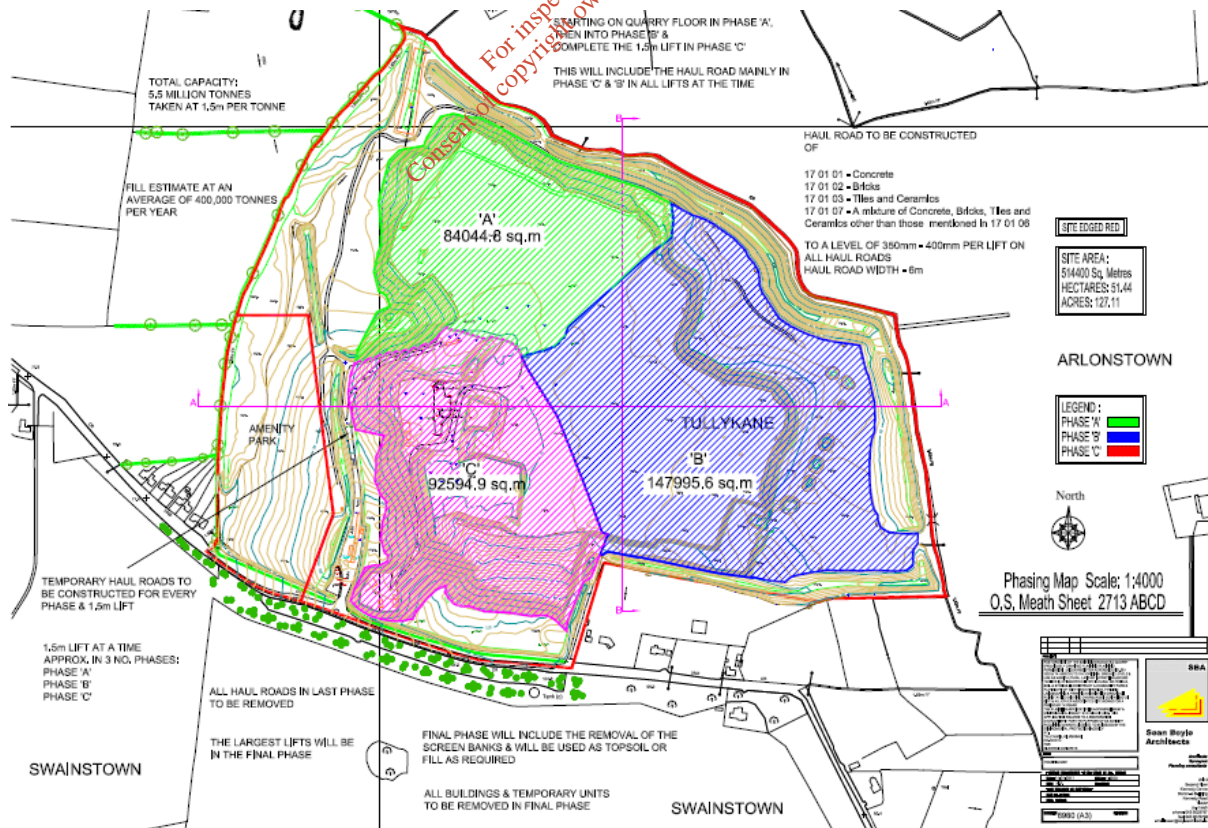 For inspe
Consent of copyright ow
STARTING ON QUARRY FLOOR IN PHASE 'A',
THEN INTO PHASE 'B' &
COMPLETE THE 1.5m LIFT IN PHASE 'C'
THIS WILL INCLUDE THE HAUL ROAD MAINLY IN
PHASE 'C' & 'B' IN ALL LIFTS AT THE TIME
TOTAL CAPACITY:
5.5 MILLION TONNES
TAKEN AT 1.5m PER TONNE
FILL ESTIMATE AT AN
AVERAGE OF 400,000 TONNES
PER YEAR
HAUL ROAD TO BE CONSTRUCTED
OF
17 01 01 - Concrete
17 01 02 - Bricks
17 01 03 - Tiles and Ceramics
17 01 07 - A mixture of Concrete, Bricks, Tiles and
Ceramics other than those mentioned in 17 01 06
TO A LEVEL OF 350mm - 400mm PER LIFT ON
ALL HAUL ROADS
HAUL ROAD WIDTH - 6m
SITE EDGED RED
SITE AREA:
514400 Sq. Metres
HECTARES: 51.44
ACRES: 127.11
ARLONSTOWN
LEGEND:
PHASE 'A'
PHASE 'B'
PHASE 'C'
North
Phasing Map Scale: 1:4000
O.S. Meath Sheet 2713 ABCD
B
B
A
A
'A'
84044.8 sq.m
TULLYKANE
'B'
147995.6 sq.m
'C'
92594.9 sq.m
AMENITY
PARK
TEMPORARY HAUL ROADS TO
BE CONSTRUCTED FOR EVERY
PHASE & 1.5m LIFT
1.5m LIFT AT A TIME
APPROX. IN 3 NO. PHASES:
PHASE 'A'
PHASE 'B'
PHASE 'C'
ALL HAUL ROADS IN LAST PHASE
TO BE REMOVED
THE LARGEST LIFTS WILL BE
IN THE FINAL PHASE
FINAL PHASE WILL INCLUDE THE REMOVAL OF THE
SCREEN BANKS & WILL BE USED AS TOPSOIL OR
FILL AS REQUIRED
ALL BUILDINGS & TEMPORARY UNITS
TO BE REMOVED IN FINAL PHASE
SWAINSTOWN
SWAINSTOWN
SBA
Sean Boyle
Architects